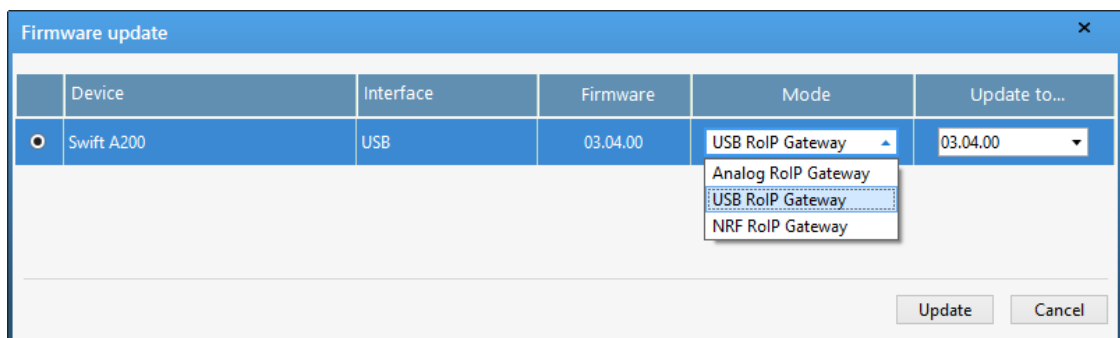 Firmware update
Device Interface Firmware Mode Update to...
Swift A200 USB 03.04.00 USB RoIP Gateway 03.04.00
Analog RoIP Gateway
USB RoIP Gateway
NRF RoIP Gateway
Update Cancel